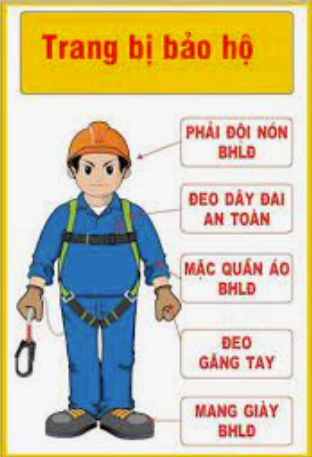 Trang bị bảo hộ
PHẢI ĐỘI NÓN
BHLĐ
ĐEO DÂY ĐAI
AN TOÀN
MẶC QUẦN ÁO
BHLĐ
ĐEO
GĂNG TAY
MANG GIÀY
BHLĐ